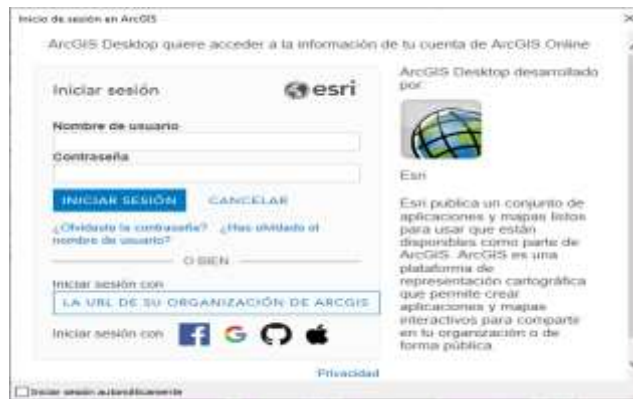 Inicio de sesión en ArcGIS
ArcGIS Desktop quiere acceder a la información de tu cuenta de ArcGIS Online
Iniciar sesión
esri
Nombre de usuario
Contraseña
INICIAR SESIÓN CANCELAR
¿Olvidaste la contraseña? ¿Has olvidado el
nombre de usuario?
O BIEN
Iniciar sesión con
LA URL DE SU ORGANIZACIÓN DE ARCGIS
Iniciar sesión con
Privacidad
ArcGIS Desktop desarrollado
por:
Esri
Esri publica un conjunto de
aplicaciones y mapas listos
para usar que están
disponibles como parte de
ArcGIS. ArcGIS es una
plataforma de
representación cartográfica
que permite crear
aplicaciones y mapas
interactivos para compartir
en tu organización o de
forma pública
Iniciar sesión automáticamente